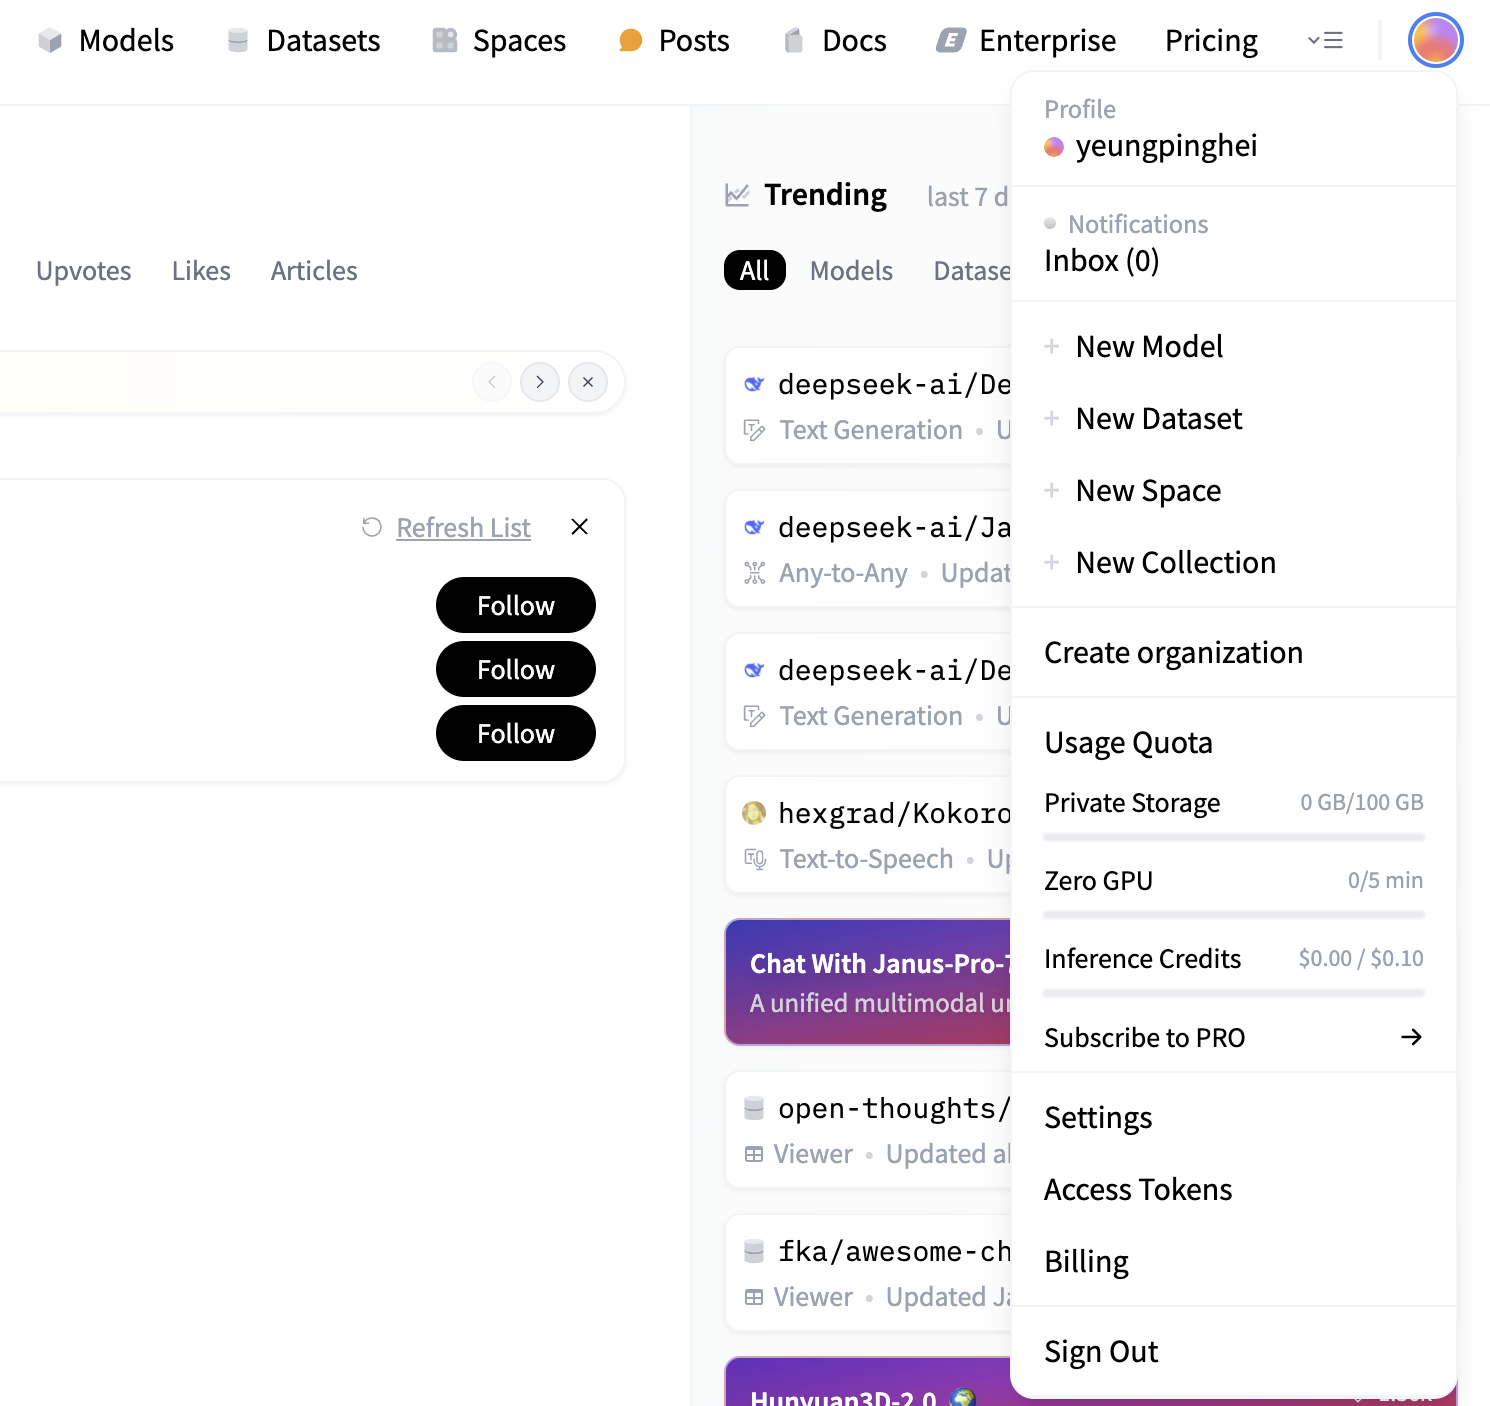 Models Datasets Spaces Posts Docs Enterprise Pricing
Upvotes Likes Articles
Refresh List
Follow
Follow
Follow
Trending last 7 d
All Models Datase
deepseek-ai/De
Text Generation • U
deepseek-ai/Ja
Any-to-Any • Updat
deepseek-ai/De
Text Generation • U
hexgrad/Kokoro
Text-to-Speech • Up
Chat With Janus-Pro-7
A unified multimodal un
open-thoughts/
Viewer • Updated al
fka/awesome-ch
Viewer • Updated Ja
Hunyuan3D-2.0
Profile
yeungpinghei
Notifications
Inbox (0)
New Model
New Dataset
New Space
New Collection
Create organization
Usage Quota
Private Storage 0 GB/100 GB
Zero GPU 0/5 min
Inference Credits $0.00 / $0.10
Subscribe to PRO
Settings
Access Tokens
Billing
Sign Out